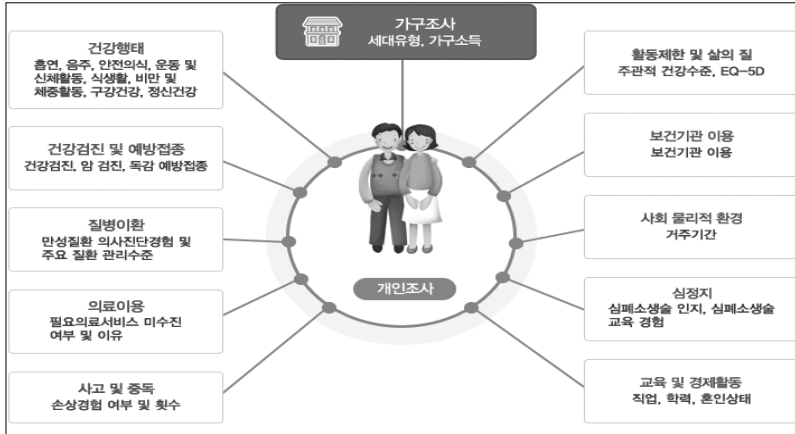 가구조사
세대유형, 가구소득
건강행태
흡연, 음주, 안전의식, 운동 및
신체활동, 식생활, 비만 및
체중활동, 구강건강, 정신건강
건강검진 및 예방접종
건강검진, 암 검진, 독감 예방접종
질병이환
만성질환 의사진단경험 및
주요 질환 관리수준
의료이용
필요의료서비스 미수진
여부 및 이유
사고 및 중독
손상경험 여부 및 횟수
개인조사
활동제한 및 삶의 질
주관적 건강수준, EQ-5D
보건기관 이용
보건기관 이용
사회 물리적 환경
거주기간
심정지
심폐소생술 인지, 심폐소생술
교육 경험
교육 및 경제활동
직업, 학력, 혼인상태